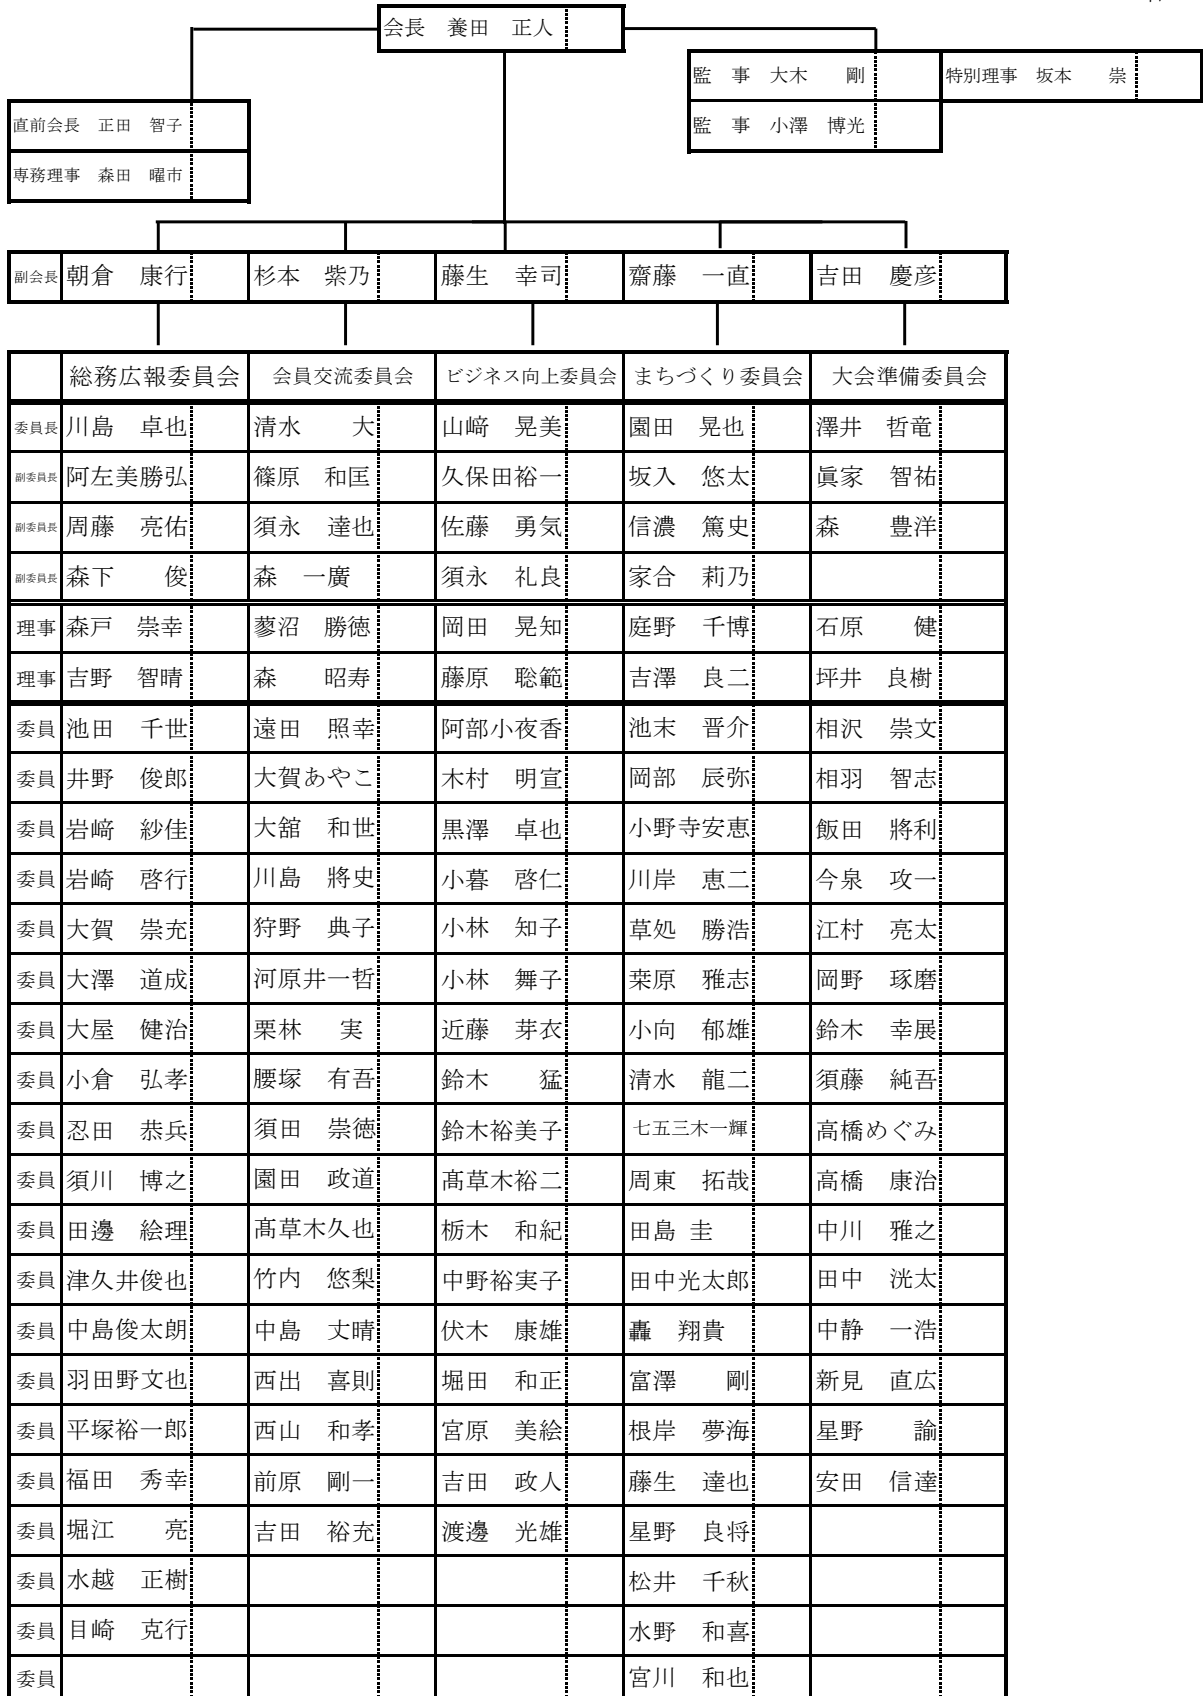 会長　養田　正人
監　事　大木　　剛　特別理事　坂本　　崇
直前会長　正田　智子　監　事　小澤　博光
専務理事　森田　曜市
副会長　朝倉　康行　杉本　紫乃　藤生　幸司　齋藤　一直　吉田　慶彦
総務広報委員会　会員交流委員会　ビジネス向上委員会　まちづくり委員会　大会準備委員会
委員長　川島　卓也　清水　　大　山﨑　晃美　園田　晃也　澤井　哲竜
副委員長　阿左美勝弘　篠原　和匡　久保田裕一　坂入　悠太　眞家　智祐
副委員長　周藤　亮佑　須永　達也　佐藤　勇気　信濃　篤史　森　　豊洋
副委員長　森下　　俊　森　一廣　須永　礼良　家合　莉乃
理事　森戸　崇幸　蓼沼　勝徳　岡田　晃知　庭野　千博　石原　　健
理事　吉野　智晴　森　　昭寿　藤原　聡範　吉澤　良二　坪井　良樹
委員　池田　千世　遠田　照幸　阿部小夜香　池末　晋介　相沢　崇文
委員　井野　俊郎　大賀あやこ　木村　明宣　岡部　辰弥　相羽　智志
委員　岩﨑　紗佳　大舘　和世　黒澤　卓也　小野寺安恵　飯田　將利
委員　岩崎　啓行　川島　將史　小暮　啓仁　川岸　恵二　今泉　攻一
委員　大賀　崇充　狩野　典子　小林　知子　草処　勝浩　江村　亮太
委員　大澤　道成　河原井一哲　小林　舞子　桒原　雅志　岡野　琢磨
委員　大屋　健治　栗林　実　近藤　芽衣　小向　郁雄　鈴木　幸展
委員　小倉　弘孝　腰塚　有吾　鈴木　　猛　清水　龍二　須藤　純吾
委員　忍田　恭兵　須田　崇徳　鈴木裕美子　七五三木一輝　高橋めぐみ
委員　須川　博之　園田　政道　髙草木裕二　周東　拓哉　高橋　康治
委員　田邊　絵理　髙草木久也　栃木　和紀　田島 圭　中川　雅之
委員　津久井俊也　竹内　悠梨　中野裕実子　田中光太郎　田中　洸太
委員　中島俊太朗　中島　丈晴　伏木　康雄　轟　翔貴　中静　一浩
委員　羽田野文也　西出　喜則　堀田　和正　富澤　　剛　新見　直広
委員　平塚裕一郎　西山　和孝　宮原　美絵　根岸　夢海　星野　　諭
委員　福田　秀幸　前原　剛一　吉田　政人　藤生　達也　安田　信達
委員　堀江　　亮　吉田　裕充　渡邊　光雄　星野　良将
委員　水越　正樹　松井　千秋
委員　目崎　克行　水野　和喜
委員　宮川　和也